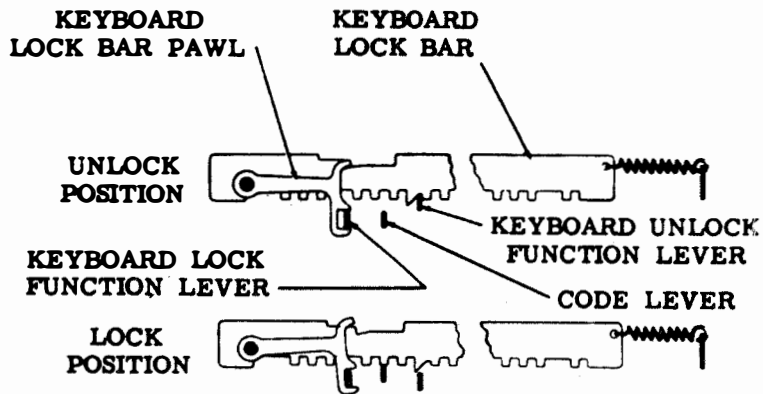 KEYBOARD
LOCK BAR PAWL
KEYBOARD
LOCK BAR
UNLOCK
POSITION
KEYBOARD UNLOCK
FUNCTION LEVER
KEYBOARD LOCK
FUNCTION LEVER
CODE LEVER
LOCK
POSITION